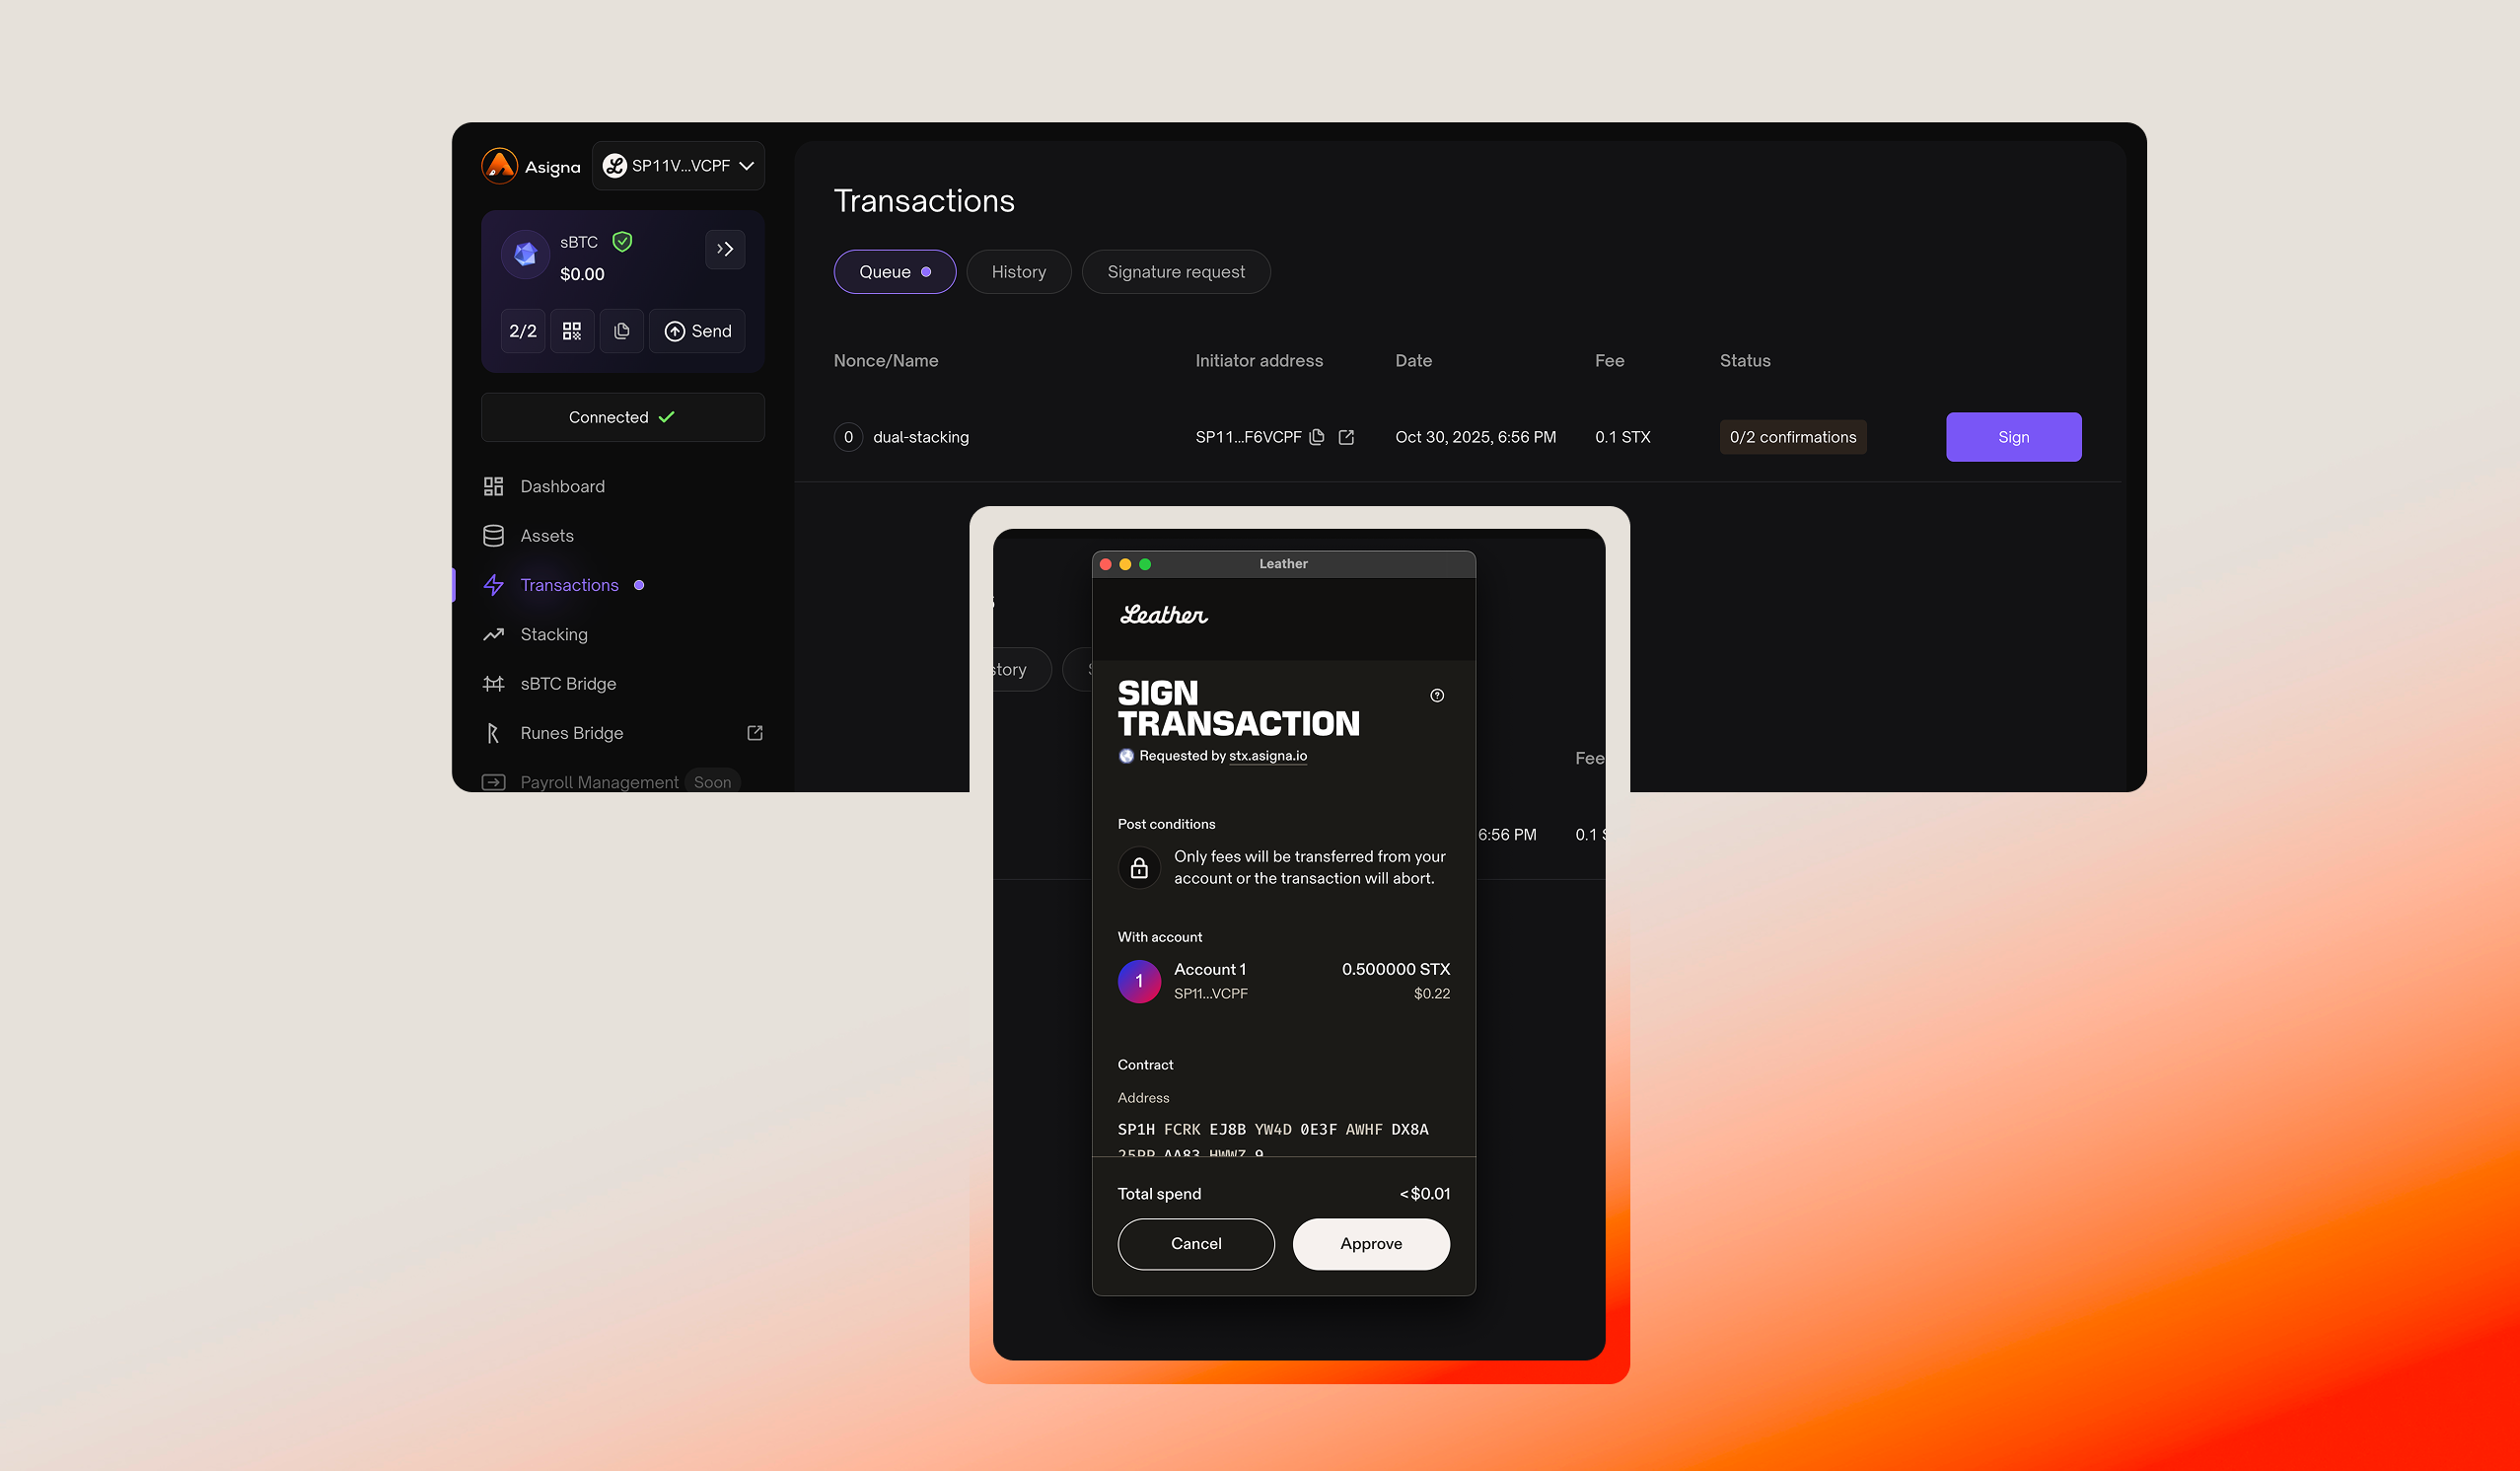 Asigna
SP11V...VCPF
sBTC
$0.00
2/2
Send
Connected
Dashboard
Assets
Transactions
Stacking
sBTC Bridge
Runes Bridge
Payroll Management Soon
Transactions
Queue History Signature request
Nonce/Name Initiator address Date Fee Status
0 dual-stacking SP11...F6VCPF Oct 30, 2025, 6:56 PM 0.1 STX 0/2 confirmations Sign
Leather
Leather
SIGN
TRANSACTION
Requested by stx.asigna.io
Post conditions
Only fees will be transferred from your
account or the transaction will abort.
With account
1 Account 1 0.500000 STX
SP11...VCPF $0.22
Contract
Address
SP1H FCRK EJ8B YW4D 0E3F AWHF DX8A
Total spend <$0.01
Cancel Approve
story
Fee
6:56 PM 0.1